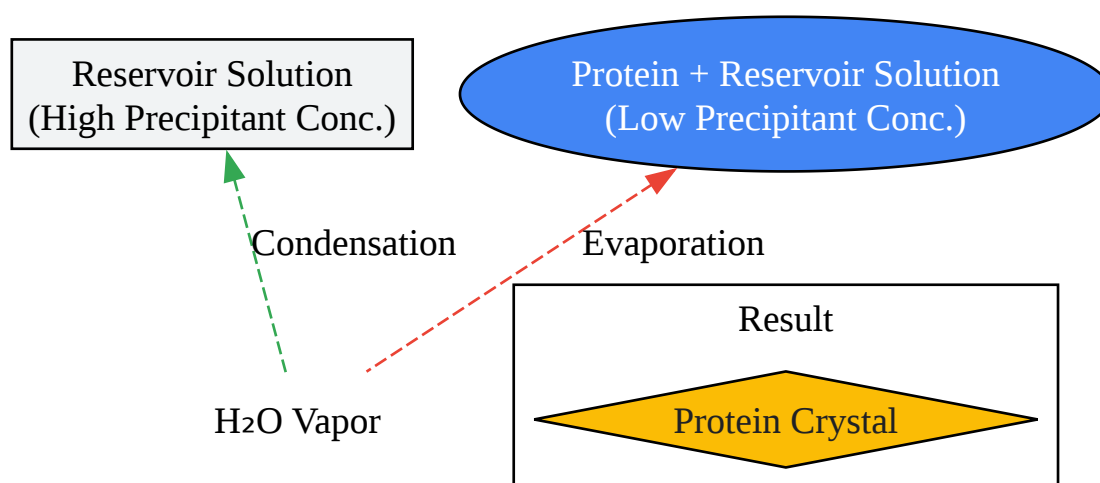 Reservoir Solution
(High Precipitant Conc.)
Protein + Reservoir Solution
(Low Precipitant Conc.)
Condensation
Evaporation
H₂O Vapor
Result
Protein Crystal